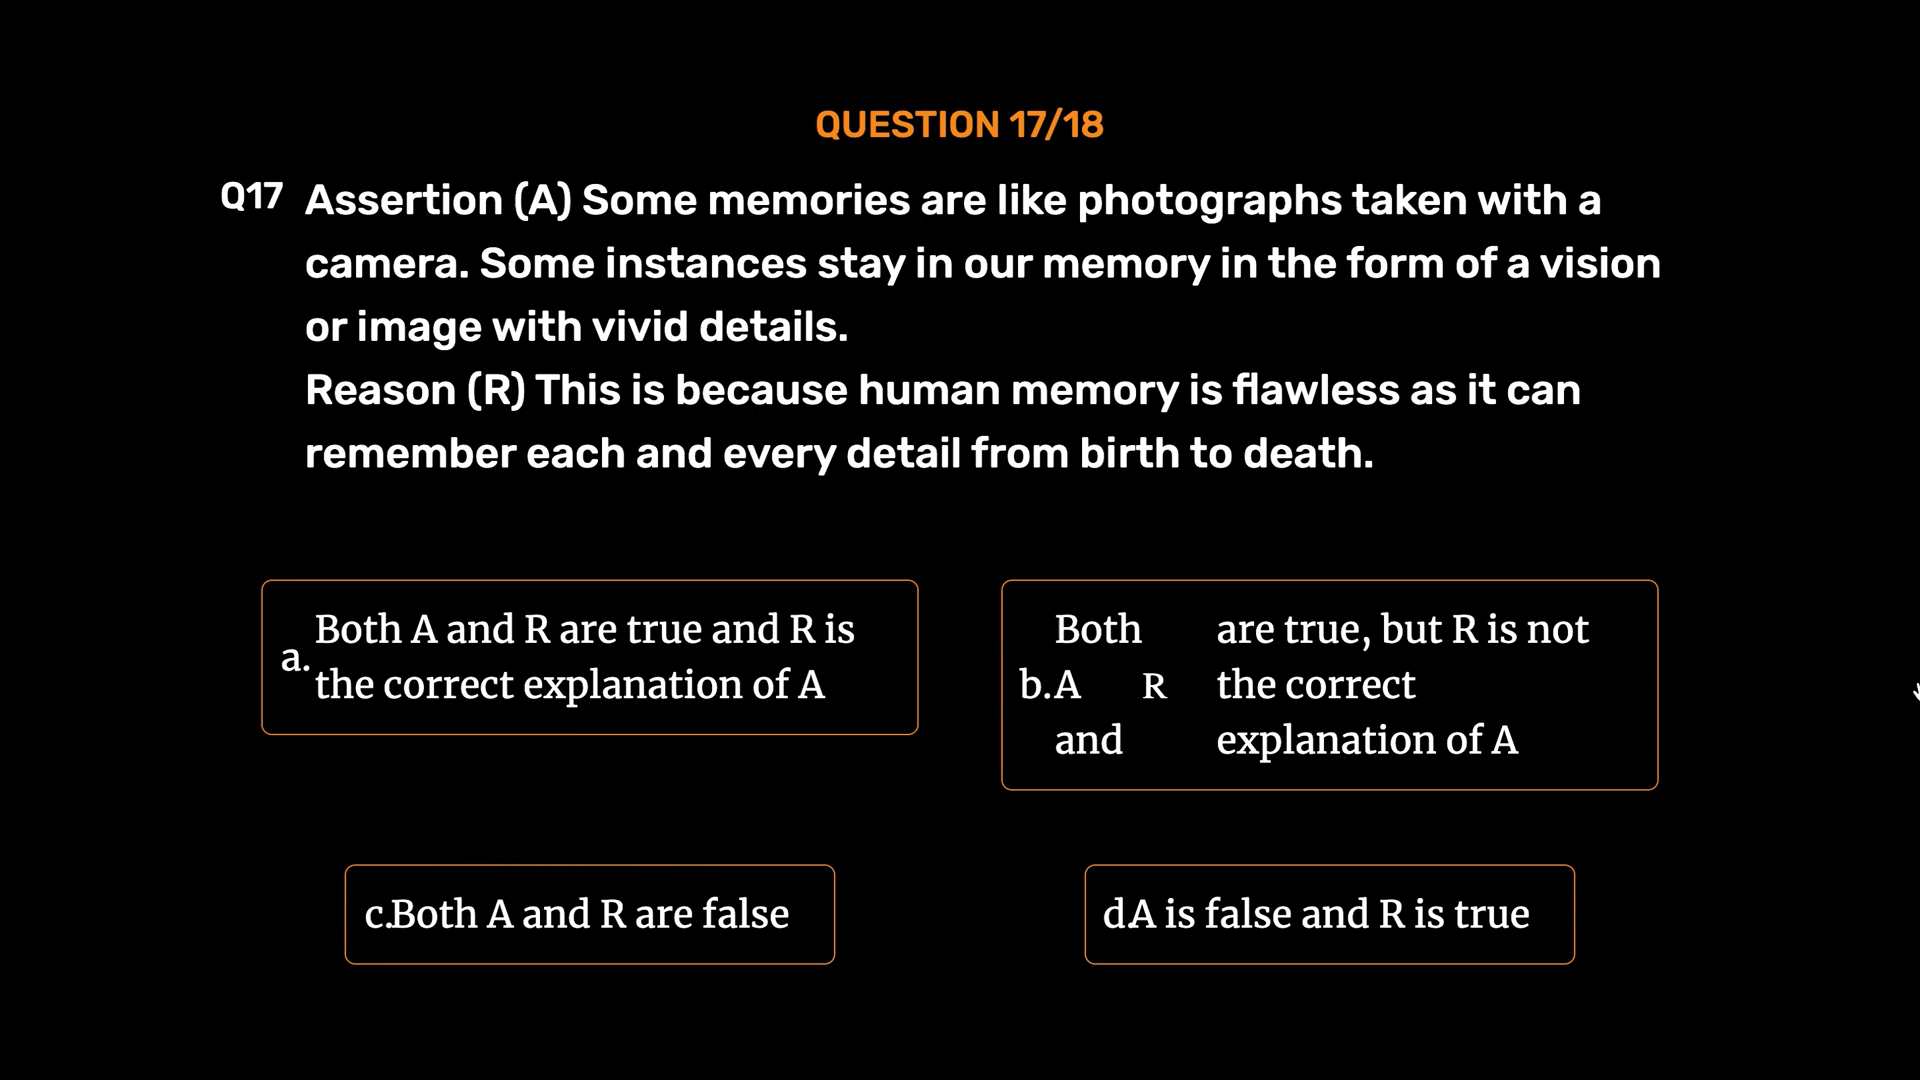 QUESTION 17/18
Q17 Assertion (A) Some memories are like photographs taken with a
camera. Some instances stay in our memory in the form of a vision
or image with vivid details.
Reason (R) This is because human memory is flawless as it can
remember each and every detail from birth to death.
a. Both A and R are true and R is
the correct explanation of A
Both are true, but R is not
b.A R the correct
and explanation of A
c.Both A and R are false
d.A is false and R is true